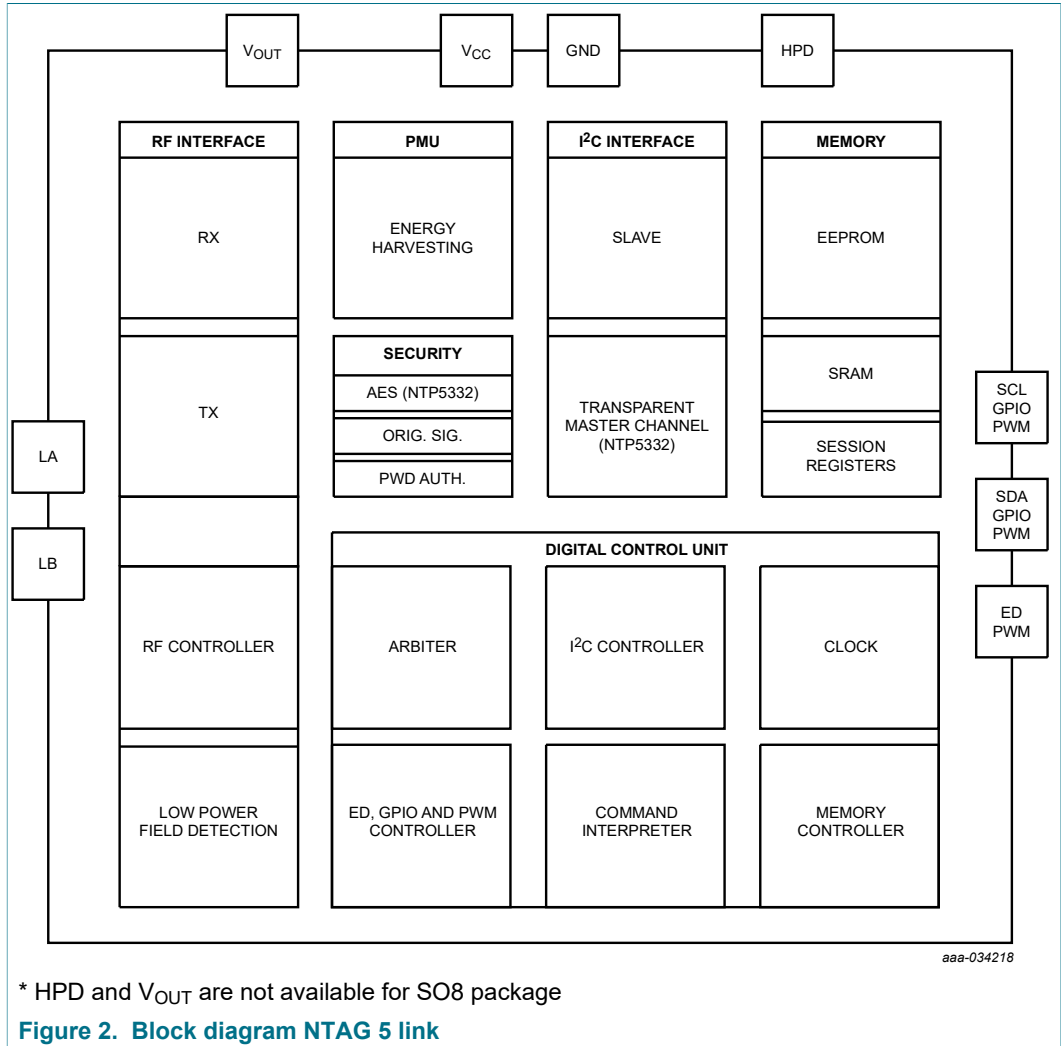 VOUT
VCC
GND
HPD
RF INTERFACE
PMU
I2C INTERFACE
MEMORY
RX
ENERGY
HARVESTING
SLAVE
EEPROM
TX
SECURITY
AES (NTP5332)
ORIG. SIG.
PWD AUTH.
TRANSPARENT
MASTER CHANNEL
(NTP5332)
SRAM
SESSION
REGISTERS
LA
LB
SCL
GPIO
PWM
SDA
GPIO
PWM
ED
PWM
DIGITAL CONTROL UNIT
RF CONTROLLER
ARBITER
I2C CONTROLLER
CLOCK
LOW POWER
FIELD DETECTION
ED, GPIO AND PWM
CONTROLLER
COMMAND
INTERPRETER
MEMORY
CONTROLLER
aaa-034218
* HPD and VOUT are not available for SO8 package
Figure 2. Block diagram NTAG 5 link